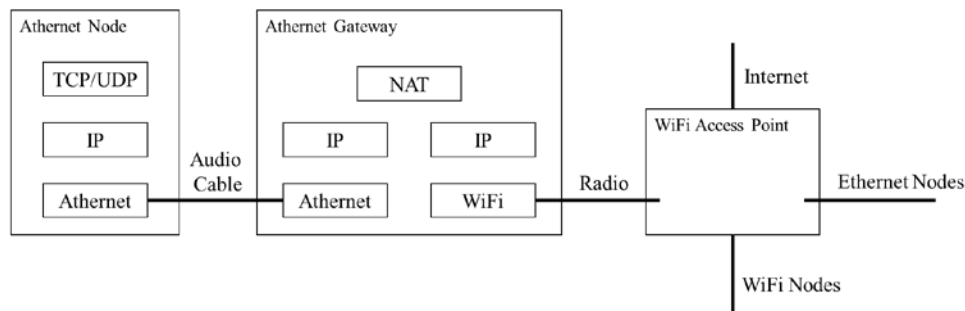 Athernet Node
TCP/UDP
IP
Athernet
Audio
Cable
Athernet Gateway
NAT
IP
IP
Athernet
WiFi
Radio
WiFi Access Point
Internet
Ethernet Nodes
WiFi Nodes